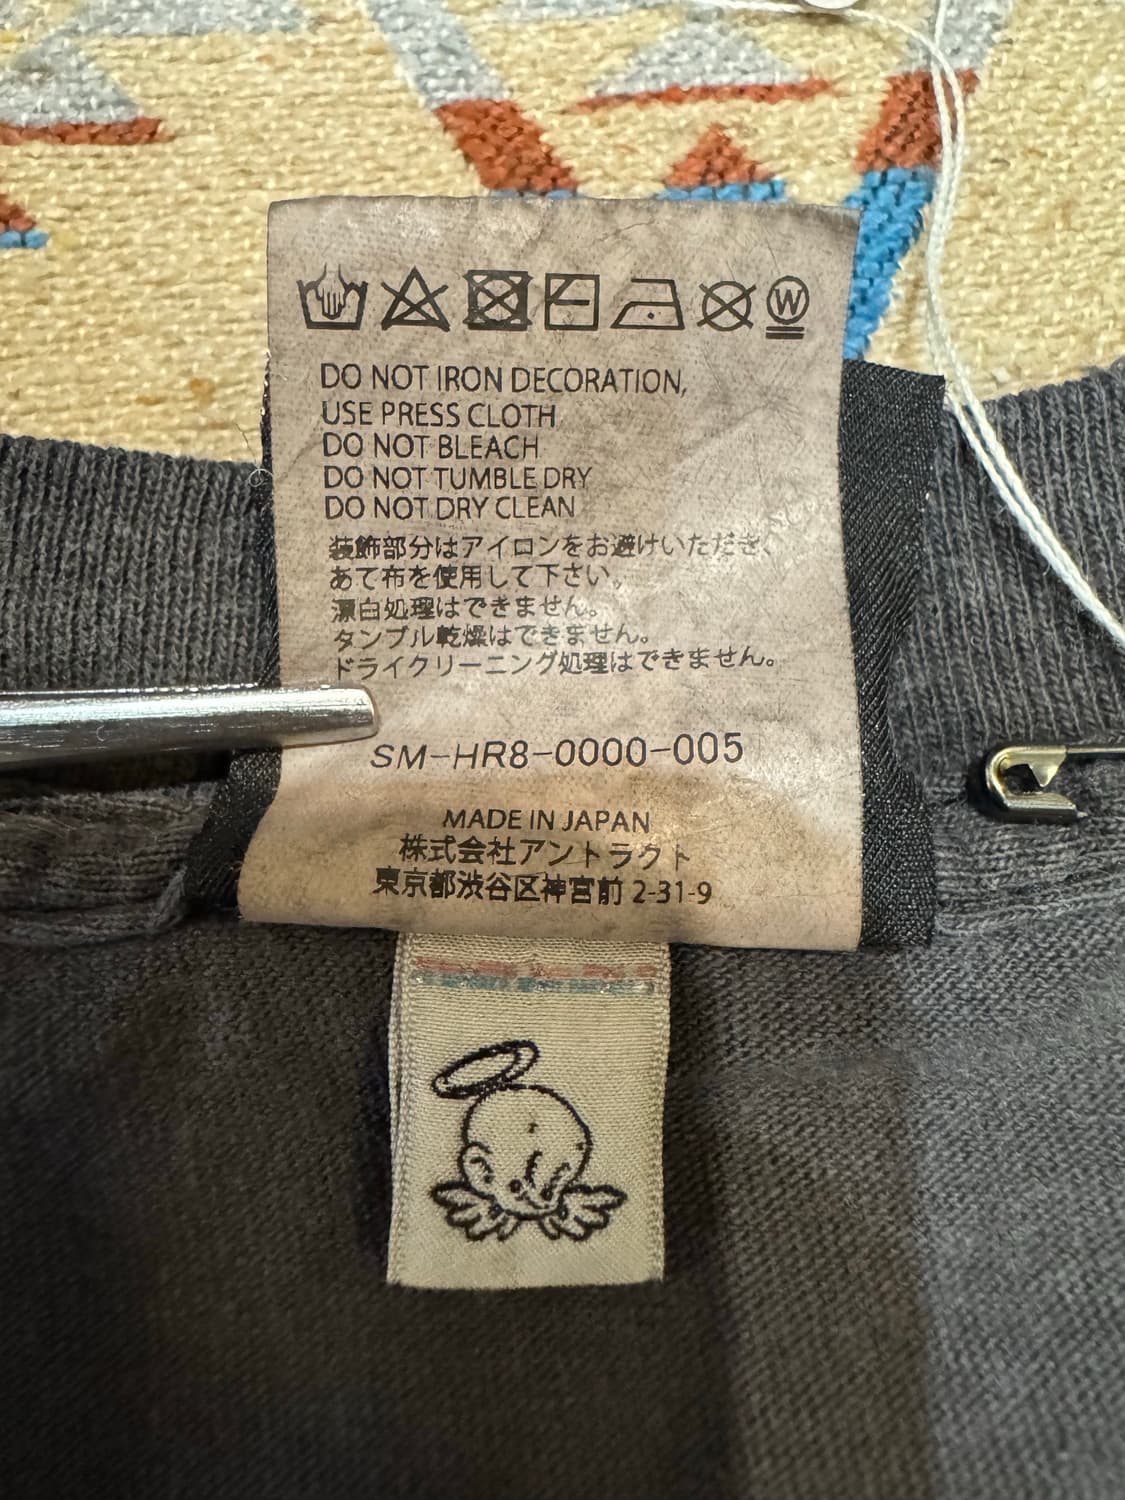 W
DO NOT IRON DECORATION,
USE PRESS CLOTH
DO NOT BLEACH
DO NOT TUMBLE DRY
DO NOT DRY CLEAN
装飾部分はアイロンをお避けいただき、
あて布を使用して下さい。
漂白処理はできません。
タンブル乾燥はできません。
ドライクリーニング処理はできません。
SM-HR8-0000-005
MADE IN JAPAN
株式会社アントラクト
東京都渋谷区神宮前 2-31-9